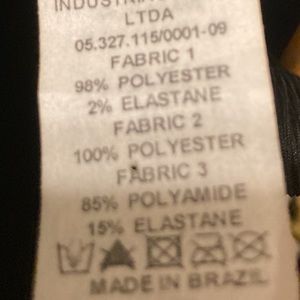 LTDA
05.327.115/0001-09
FABRIC 1
98% POLYESTER
2% ELASTANE
FABRIC 2
100% POLYESTER
FABRIC 3
85% POLYAMIDE
15% ELASTANE
MADE IN BRAZIL